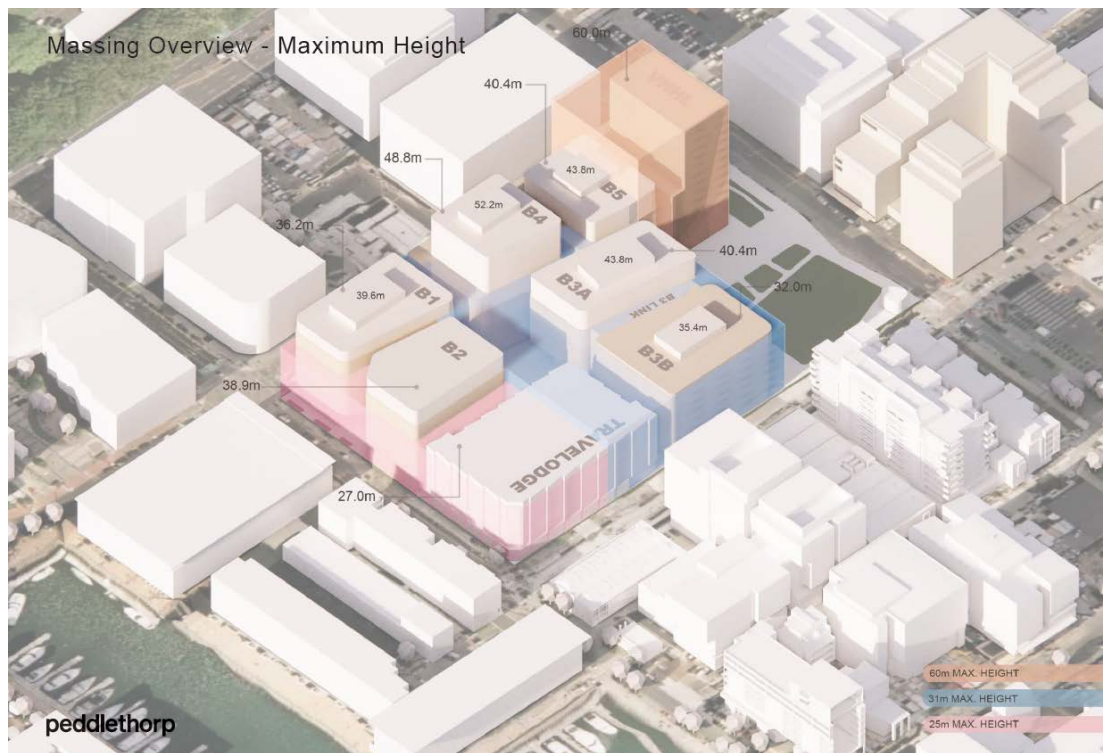 Massing Overview - Maximum Height
60.0m
40.4m
43.8m
B5
48.8m
52.2m
B4
36.2m
40.4m
43.8m
B3A
39.6m
B1
B3 LINK
32.0m
35.4m
B3B
B2
38.9m
TRAVELODGE
27.0m
60m MAX. HEIGHT
31m MAX. HEIGHT
25m MAX. HEIGHT
peddlethorp